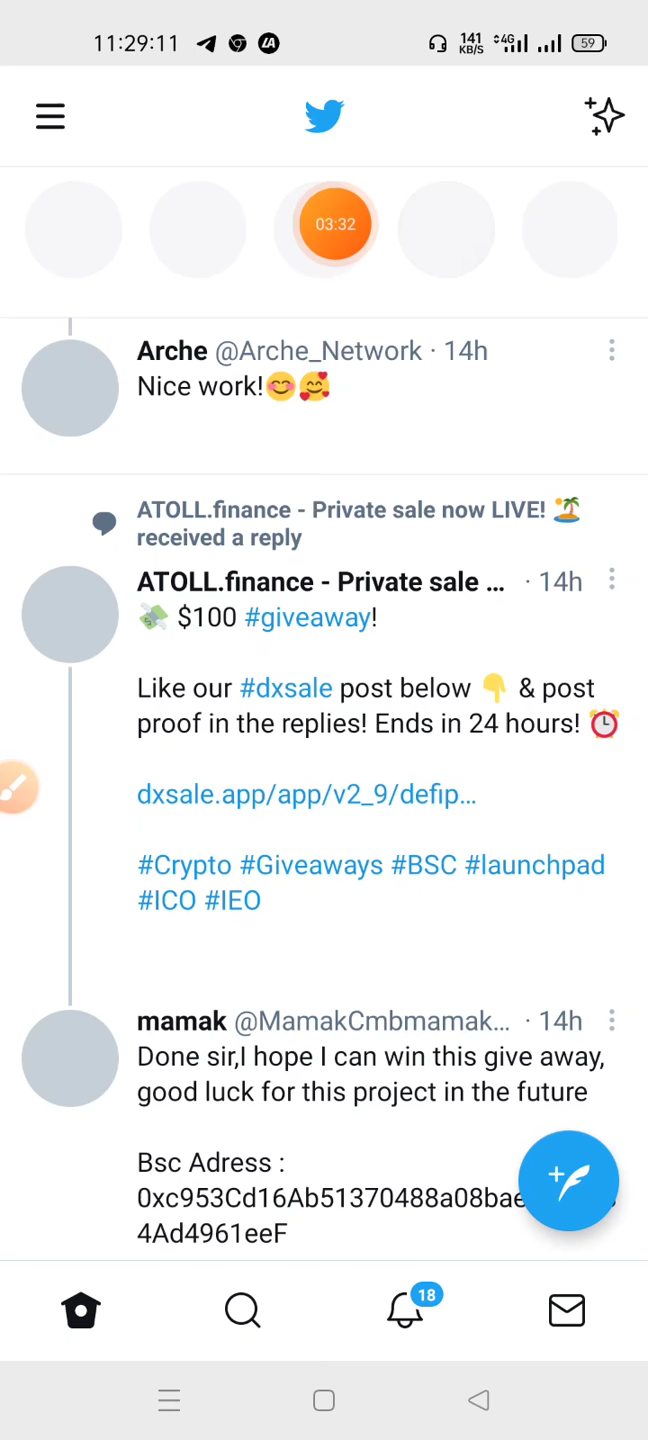 11:29:11
141
KB/S
4G
59
03:32
Arche @Arche_Network · 14h
Nice work!😊🥰
ATOLL.finance - Private sale now LIVE! 🏝️
received a reply
ATOLL.finance - Private sale ... · 14h
💸 $100 #giveaway!
Like our #dxsale post below 👇 & post
proof in the replies! Ends in 24 hours! ⏰
dxsale.app/app/v2_9/defip...
#Crypto #Giveaways #BSC #launchpad
#ICO #IEO
mamak @MamakCmbmamak... · 14h
Done sir,I hope I can win this give away,
good luck for this project in the future
Bsc Adress :
0xc953Cd16Ab51370488a08bae
4Ad4961eeF
18